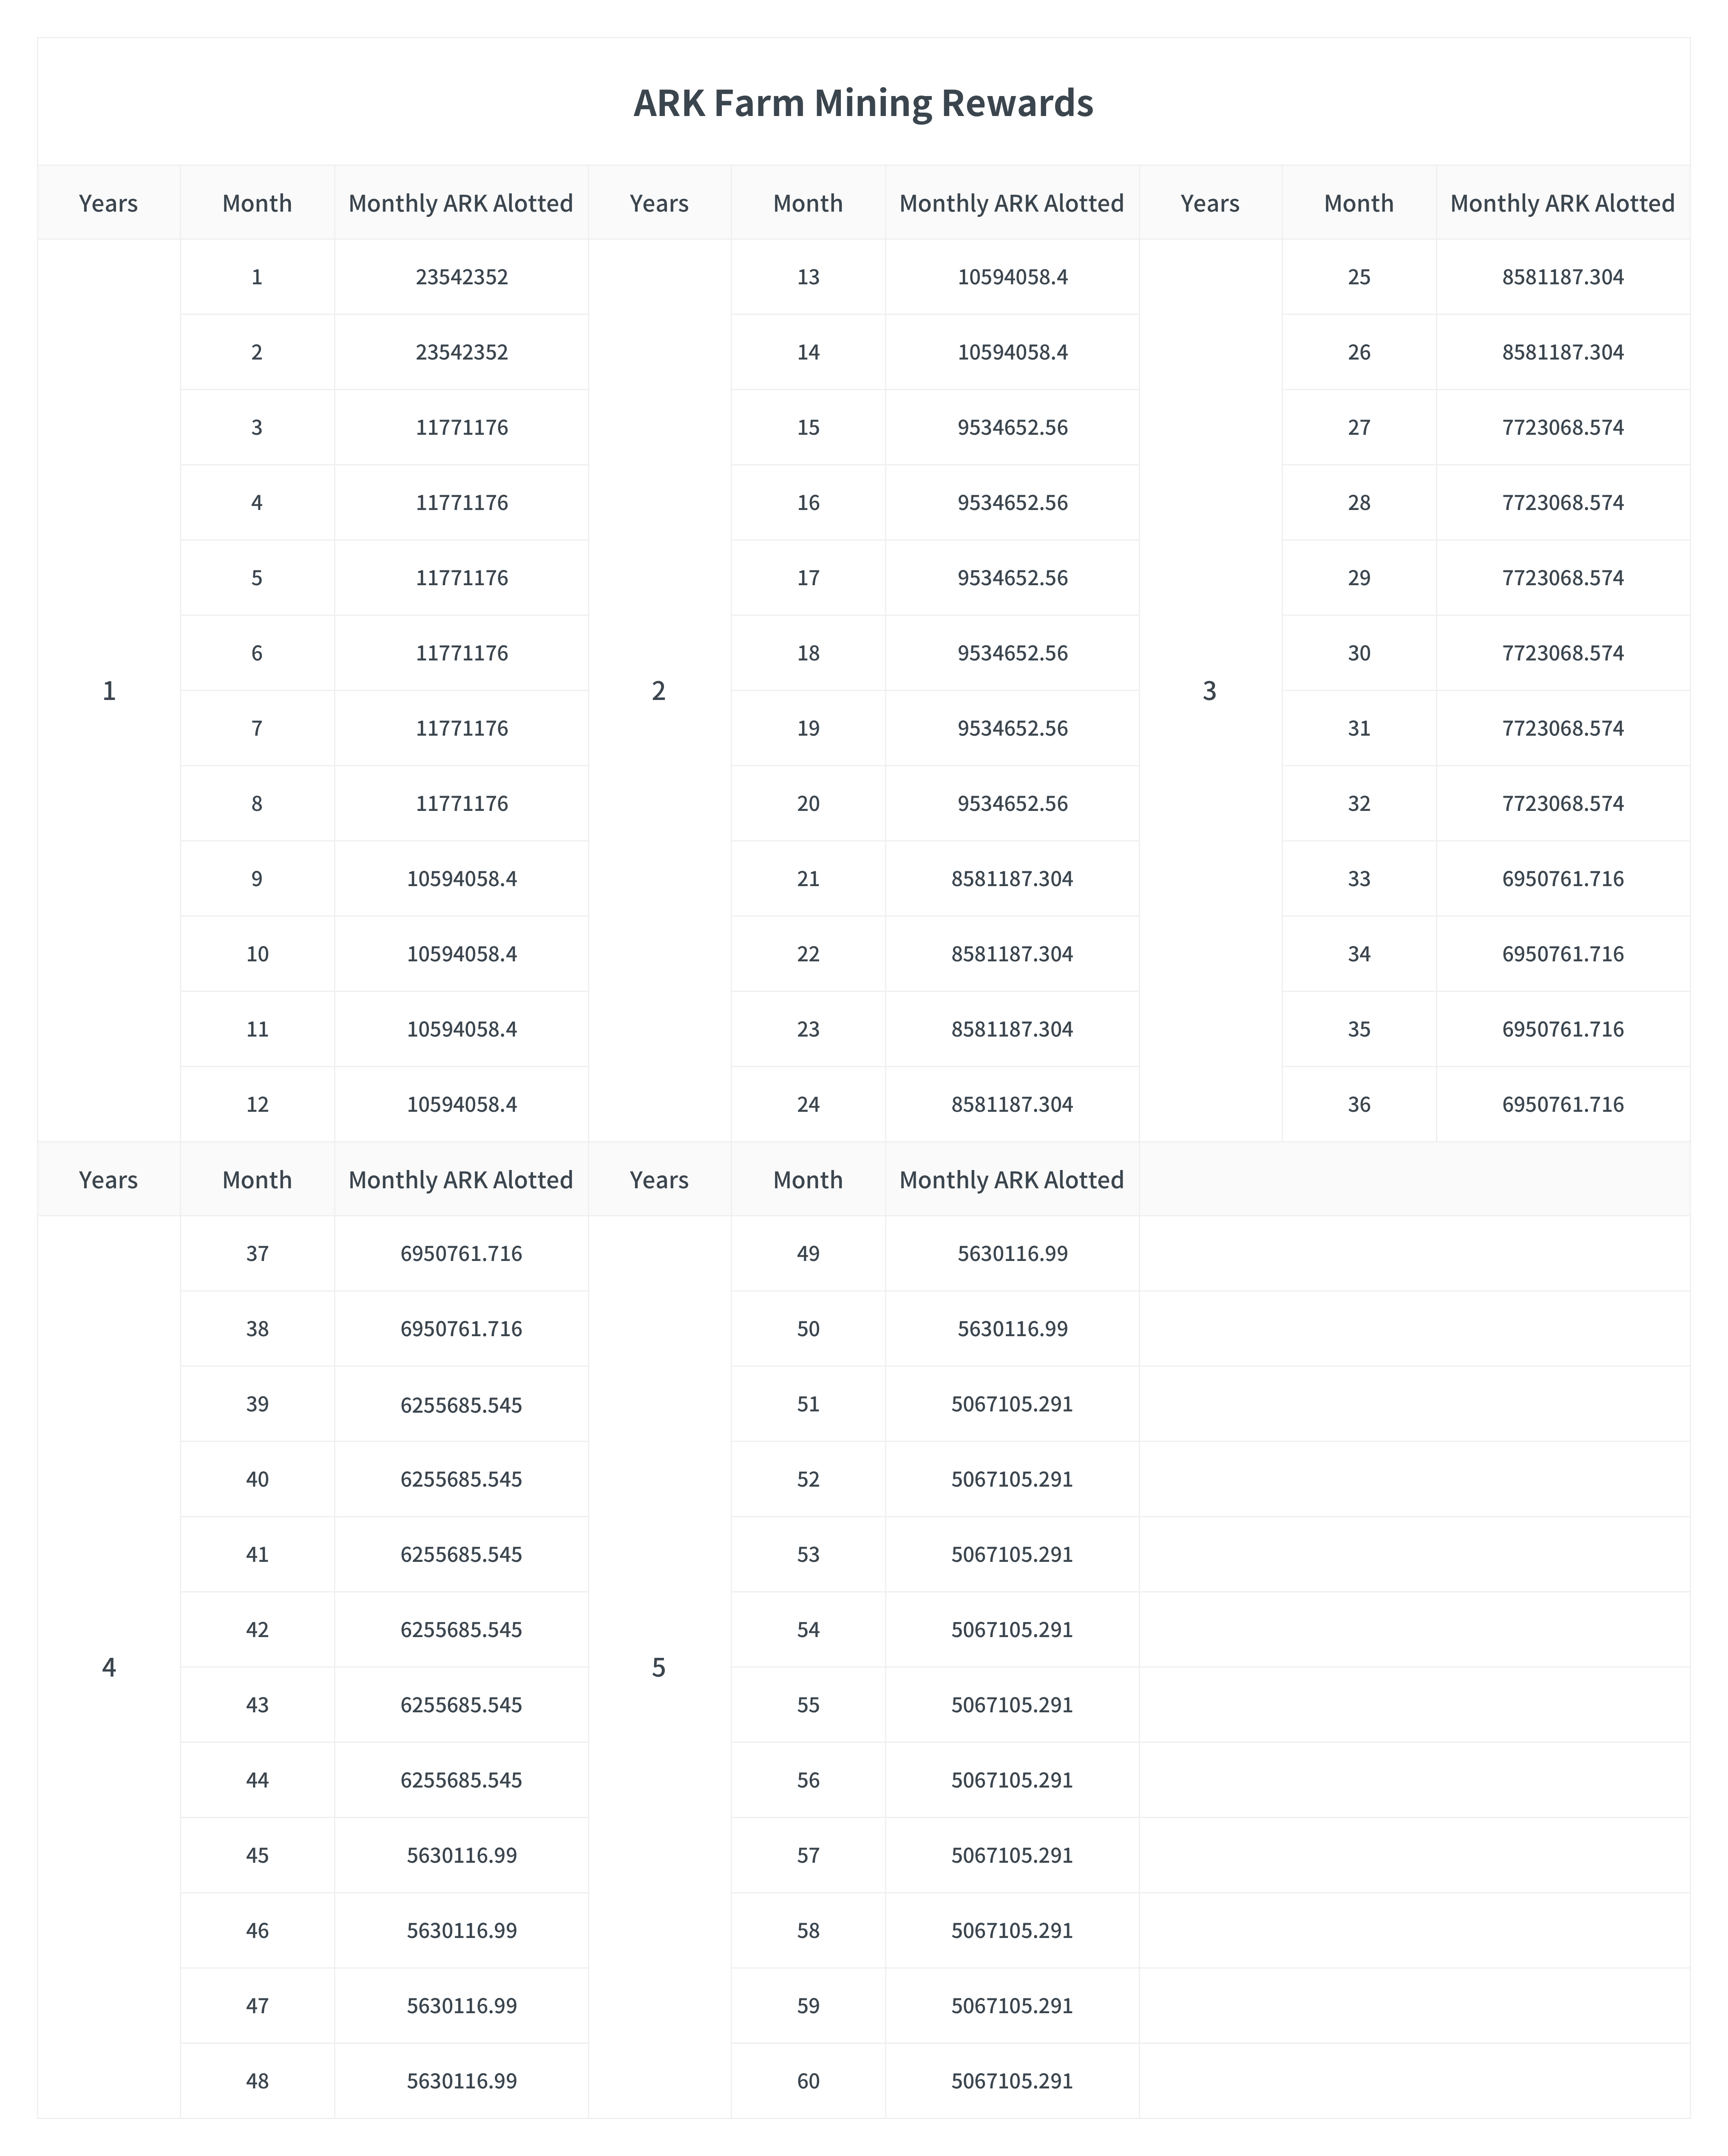 ARK Farm Mining Rewards
Years Month Monthly ARK Alotted Years Month Monthly ARK Alotted Years Month Monthly ARK Alotted
1 23542352 13 10594058.4 25 8581187.304
2 23542352 14 10594058.4 26 8581187.304
3 11771176 15 9534652.56 27 7723068.574
4 11771176 16 9534652.56 28 7723068.574
5 11771176 17 9534652.56 29 7723068.574
6 11771176 18 9534652.56 30 7723068.574
1 2 3
7 11771176 19 9534652.56 31 7723068.574
8 11771176 20 9534652.56 32 7723068.574
9 10594058.4 21 8581187.304 33 6950761.716
10 10594058.4 22 8581187.304 34 6950761.716
11 10594058.4 23 8581187.304 35 6950761.716
12 10594058.4 24 8581187.304 36 6950761.716
Years Month Monthly ARK Alotted Years Month Monthly ARK Alotted
37 6950761.716 49 5630116.99
38 6950761.716 50 5630116.99
39 6255685.545 51 5067105.291
40 6255685.545 52 5067105.291
41 6255685.545 53 5067105.291
42 6255685.545 54 5067105.291
4 5
43 6255685.545 55 5067105.291
44 6255685.545 56 5067105.291
45 5630116.99 57 5067105.291
46 5630116.99 58 5067105.291
47 5630116.99 59 5067105.291
48 5630116.99 60 5067105.291